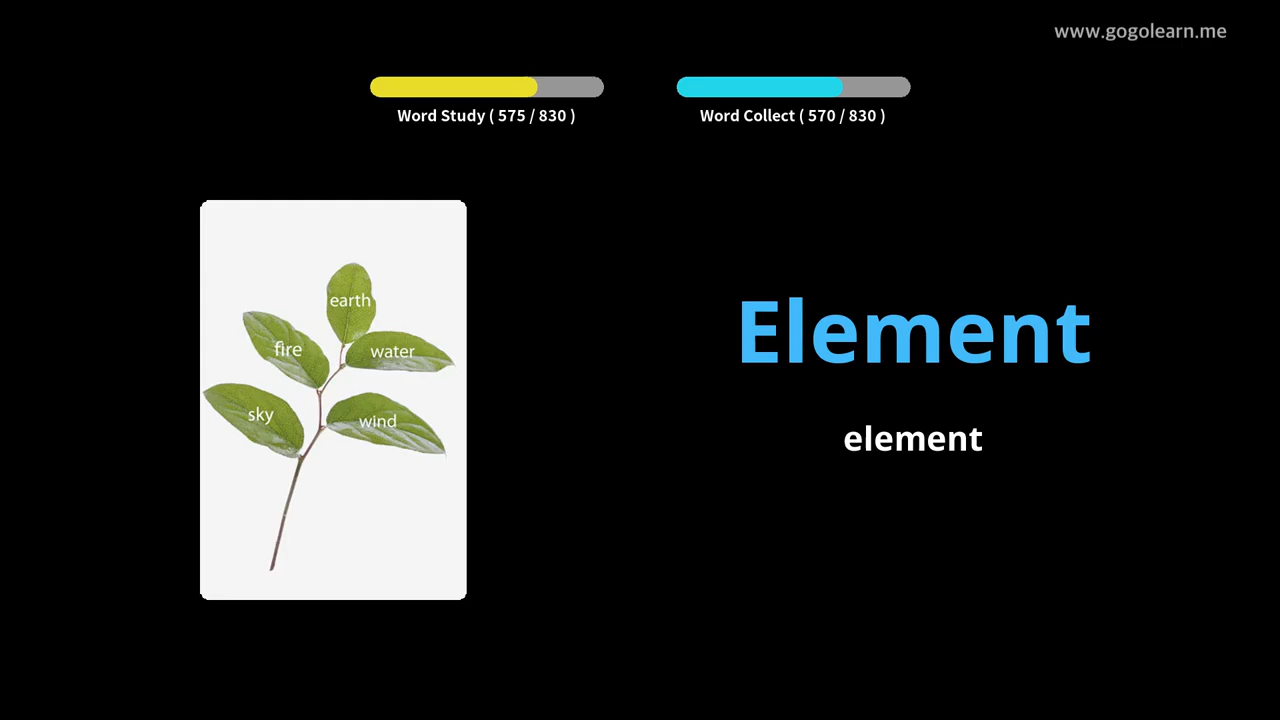 www.gogolearn.me
Word Study ( 575 / 830 )
Word Collect ( 570 / 830 )
earth
fire
water
sky
wind
Element
element